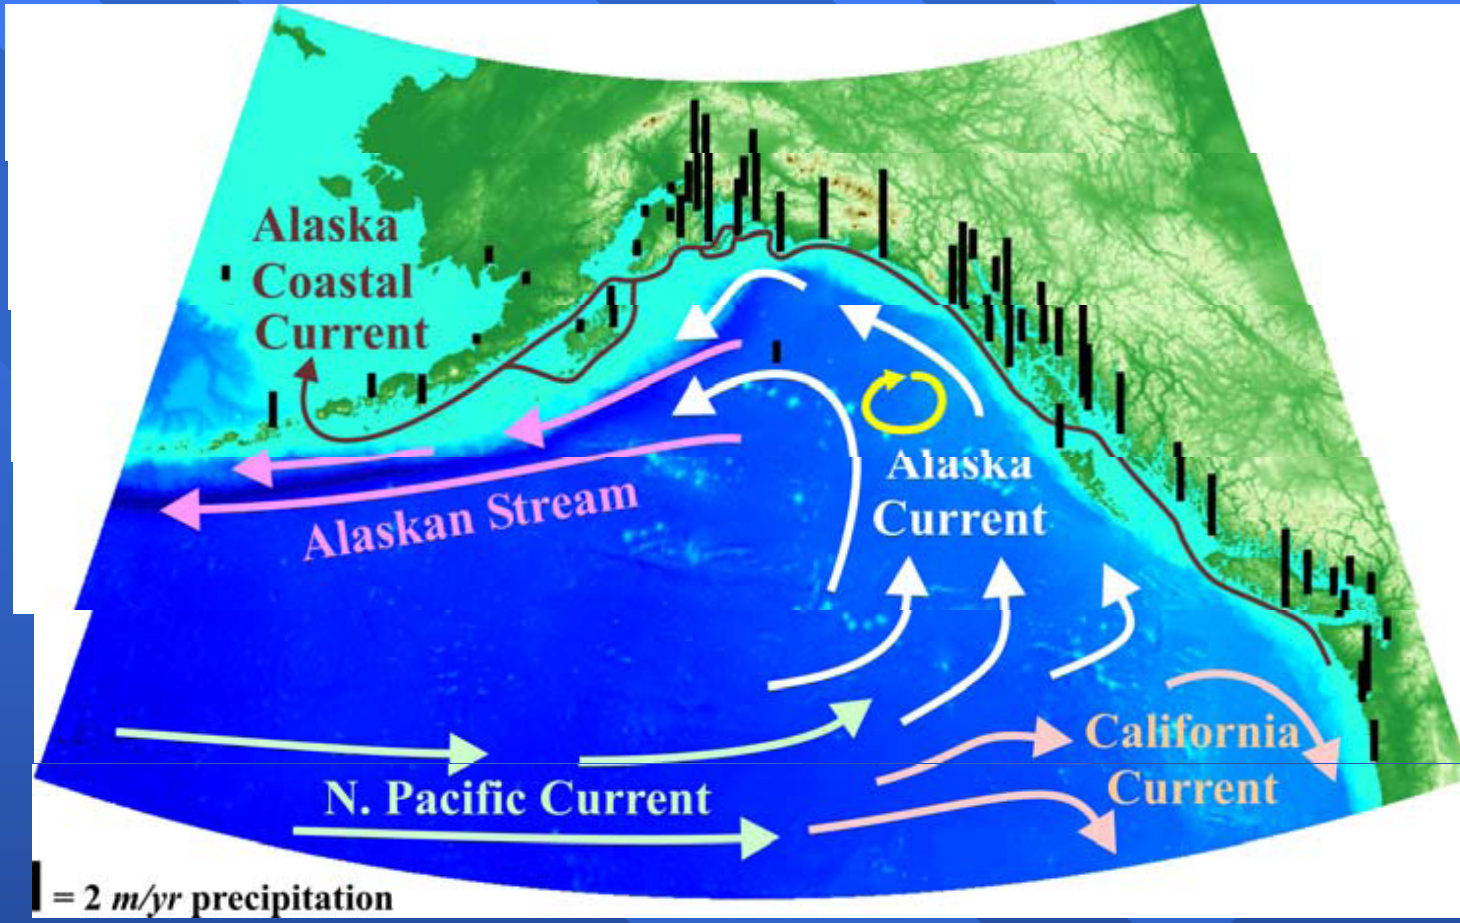 Alaska
Coastal
Current
Alaska
Current
Alaskan Stream
California
Current
N. Pacific Current
= 2 m/yr precipitation